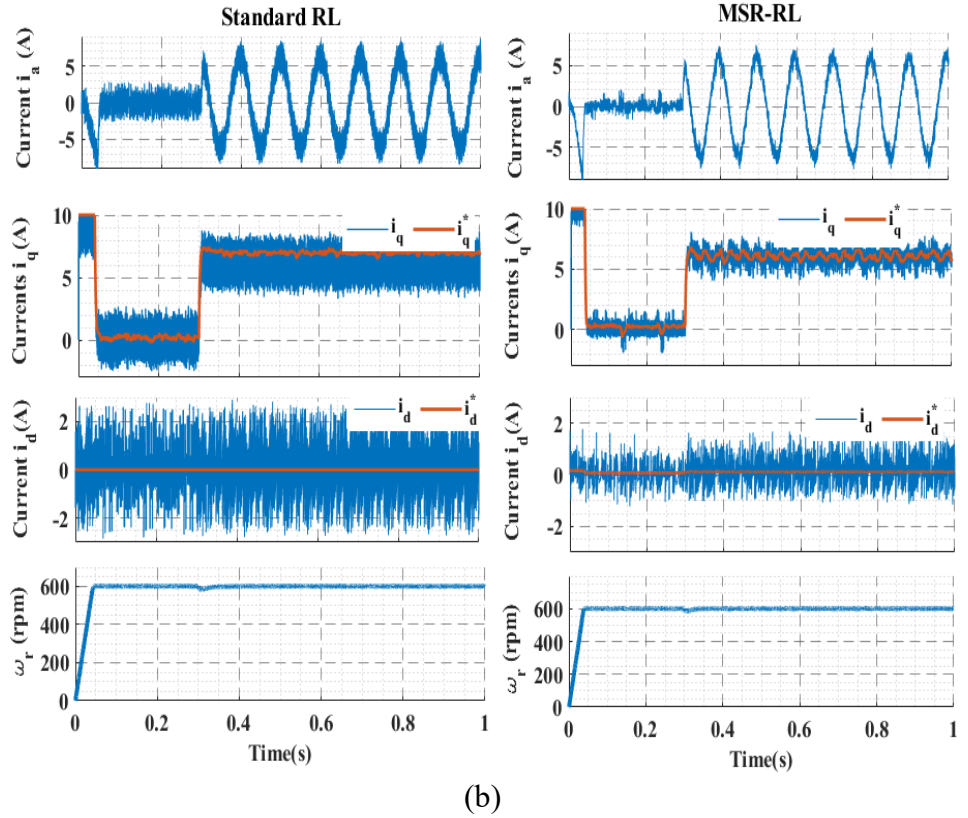 Standard RL
Current i_a (A)
5
0
-5
Currents i_q(A)
10
5
0
i_q
i_q^*
Current i_d(A)
2
0
-2
i_d
i_d^*
ω_r (rpm)
600
400
200
0
0 0.2 0.4 0.6 0.8 1
Time(s)
MSR-RL
Current i_a (A)
5
0
-5
Currents i_q(A)
10
5
0
i_q
i_q^*
Current i_d(A)
2
0
-2
i_d
i_d^*
ω_r (rpm)
600
400
200
0
0 0.2 0.4 0.6 0.8 1
Time(s)
(b)